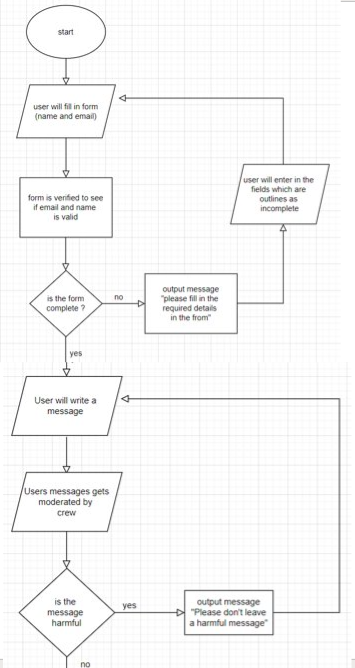 start
user will fill in form
(name and email)
form is verified to see
if email and name
is valid
user will enter in the
fields which are
outlines as
incomplete
is the form
complete ?
no
output message
"please fill in the
required details
in the from"
yes
User will write a
message
Users messages gets
moderated by
crew
is the
message
harmful
yes
output message
"Please don't leave
a harmful message"
no